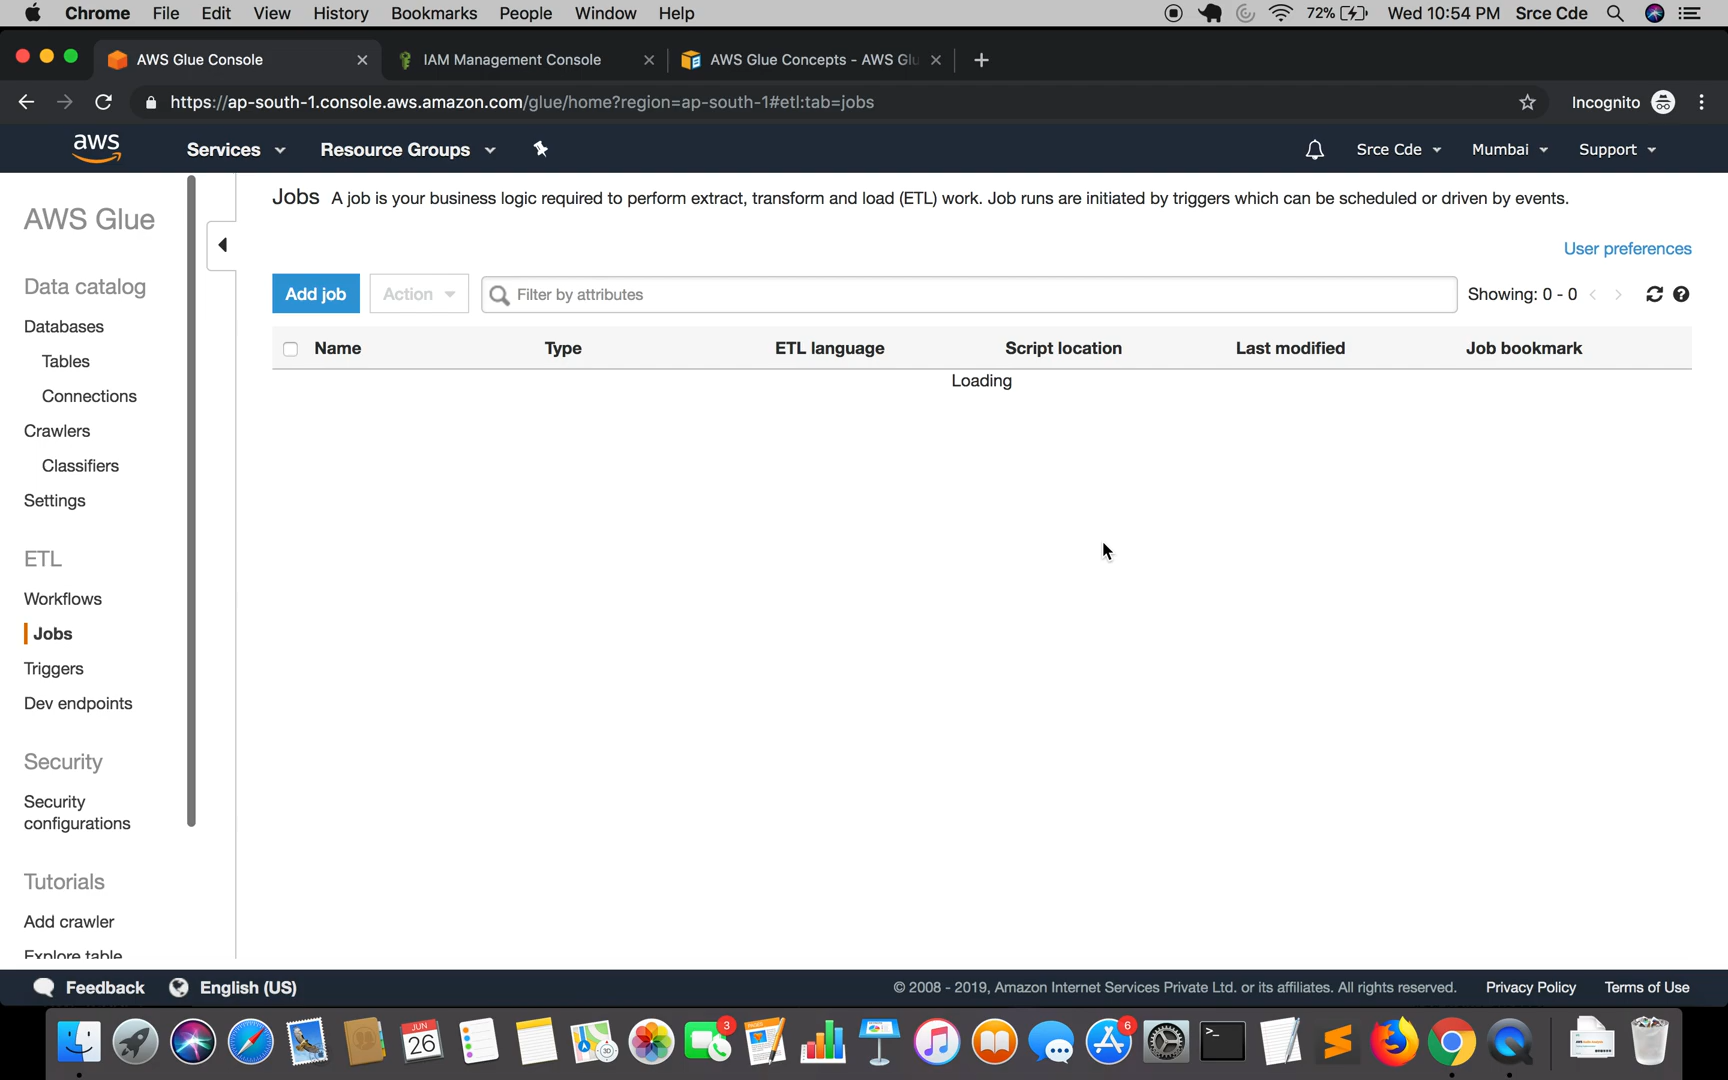 Chrome File Edit View History Bookmarks People Window Help 72% Wed 10:54 PM Srce Cde
AWS Glue Console IAM Management Console AWS Glue Concepts - AWS Glu
https://ap-south-1.console.aws.amazon.com/glue/home?region=ap-south-1#etl:tab=jobs Incognito
aws Services Resource Groups Srce Cde Mumbai Support
AWS Glue
Data catalog
Databases
Tables
Connections
Crawlers
Classifiers
Settings
ETL
Workflows
Jobs
Triggers
Dev endpoints
Security
Security
configurations
Tutorials
Add crawler
Explore table
Jobs A job is your business logic required to perform extract, transform and load (ETL) work. Job runs are initiated by triggers which can be scheduled or driven by events.
User preferences
Add job Action Filter by attributes Showing: 0 - 0
Name Type ETL language Script location Last modified Job bookmark
Loading
Feedback English (US) © 2008 - 2019, Amazon Internet Services Private Ltd. or its affiliates. All rights reserved. Privacy Policy Terms of Use
JUN
26
3
6